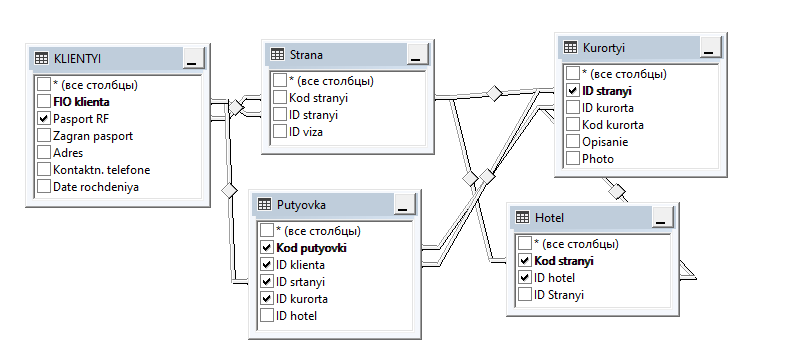 KLIENTYI
* (все столбцы)
FIO klienta
Pasport RF
Zagran pasport
Adres
Kontaktn. telefone
Date rochdeniya
Strana
* (все столбцы)
Kod stranyi
ID stranyi
ID viza
Kurortyi
* (все столбцы)
ID stranyi
ID kurorta
Kod kurorta
Opisanie
Photo
Putyovka
* (все столбцы)
Kod putyovki
ID klienta
ID srtanyi
ID kurorta
ID hotel
Hotel
* (все столбцы)
Kod stranyi
ID hotel
ID Stranyi